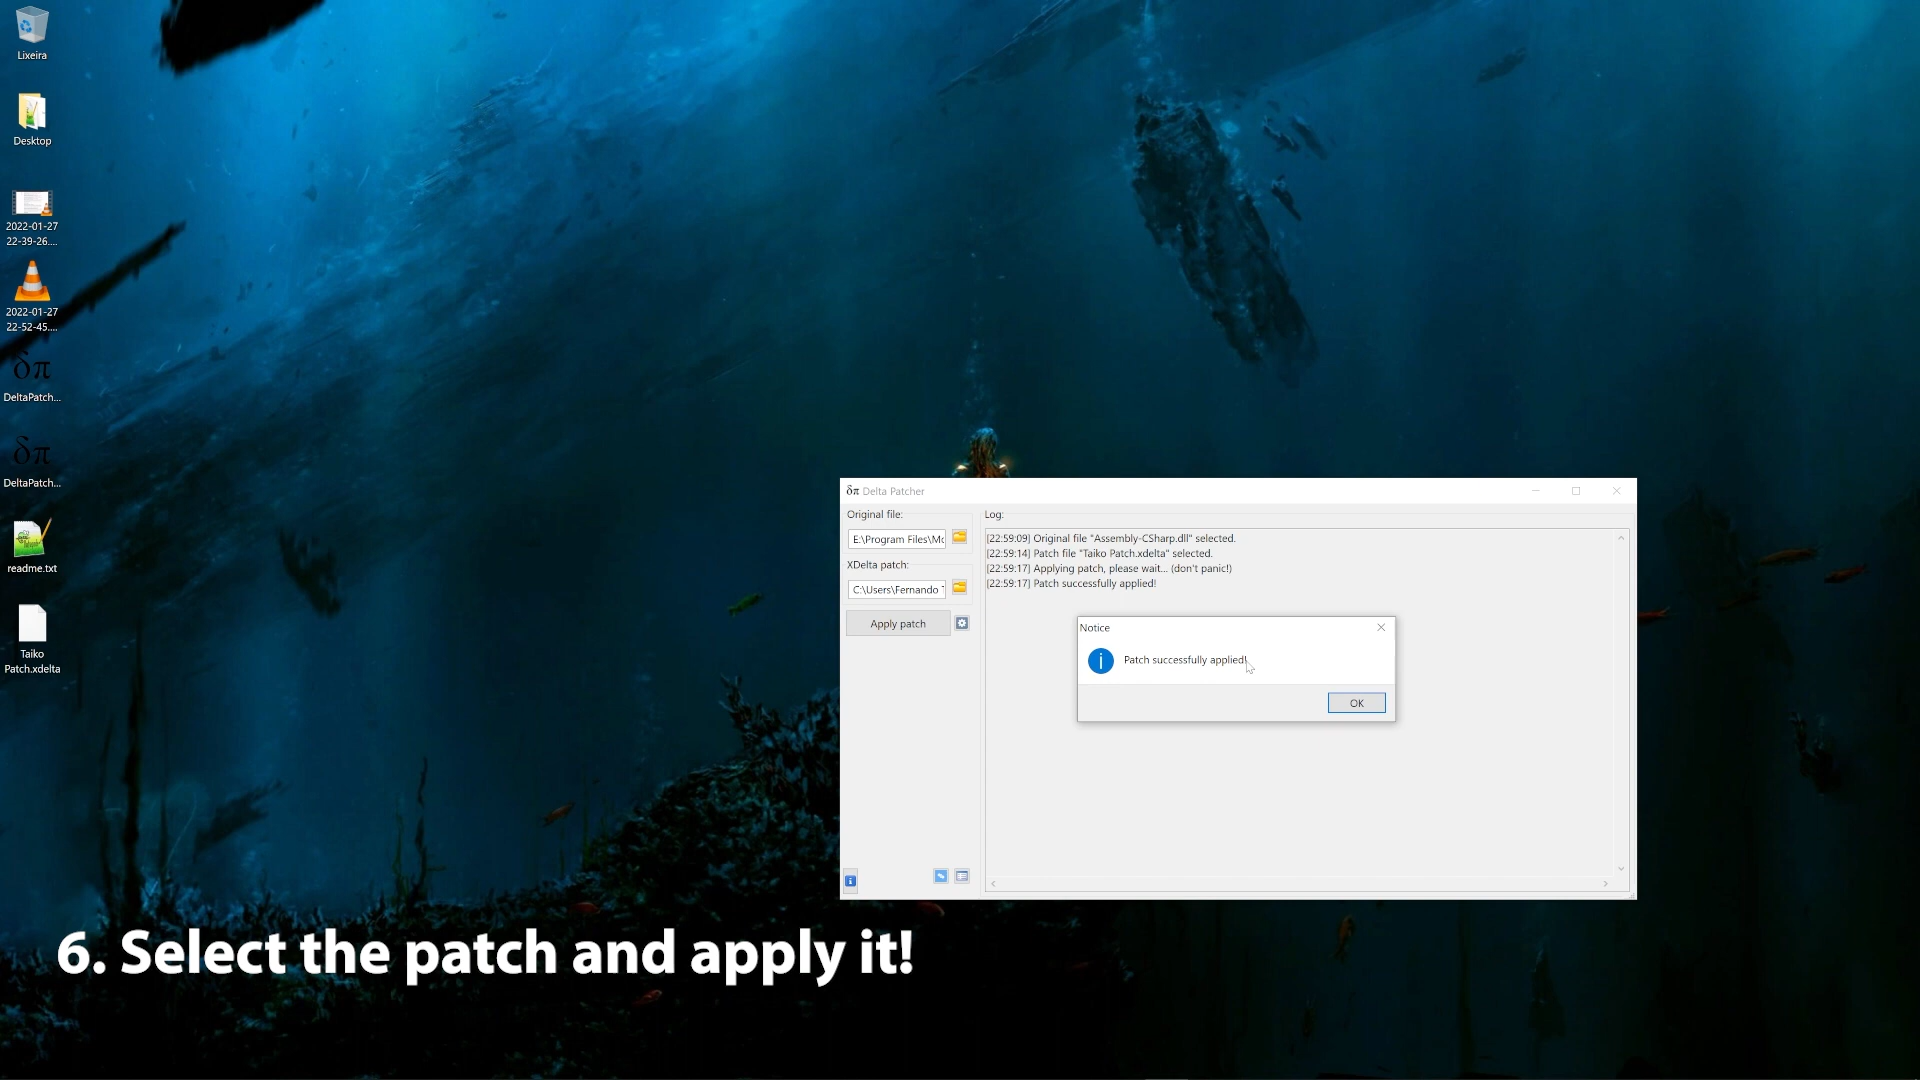 Lixeira
Desktop
2022-01-27
22-39-26....
2022-01-27
22-52-45....
δπ
DeltaPatch...
δπ
DeltaPatch...
readme.txt
Taiko
Patch.xdelta
δπ Delta Patcher
Original file:
E:\Program Files\Mc
XDelta patch:
C:\Users\Fernando T
Apply patch
Log:
[22:59:09] Original file "Assembly-CSharp.dll" selected.
[22:59:14] Patch file "Taiko Patch.xdelta" selected.
[22:59:17] Applying patch, please wait... (don't panic!)
[22:59:17] Patch successfully applied!
Notice
Patch successfully applied!
OK
6. Select the patch and apply it!